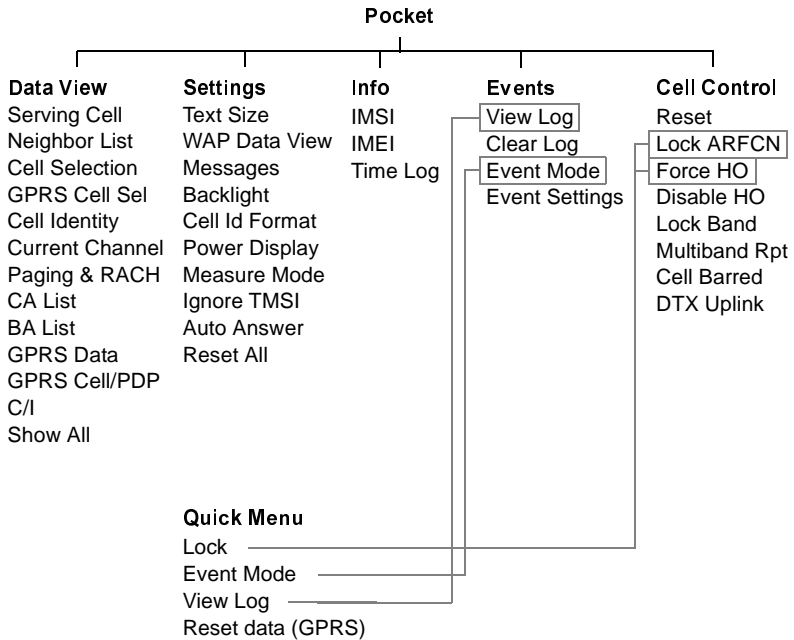 Pocket
Data View
Serving Cell
Neighbor List
Cell Selection
GPRS Cell Sel
Cell Identity
Current Channel
Paging & RACH
CA List
BA List
GPRS Data
GPRS Cell/PDP
C/I
Show All
Settings
Text Size
WAP Data View
Messages
Backlight
Cell Id Format
Power Display
Measure Mode
Ignore TMSI
Auto Answer
Reset All
Info
IMSI
IMEI
Time Log
Events
View Log
Clear Log
Event Mode
Event Settings
Cell Control
Reset
Lock ARFCN
Force HO
Disable HO
Lock Band
Multiband Rpt
Cell Barred
DTX Uplink
Quick Menu
Lock
Event Mode
View Log
Reset data (GPRS)